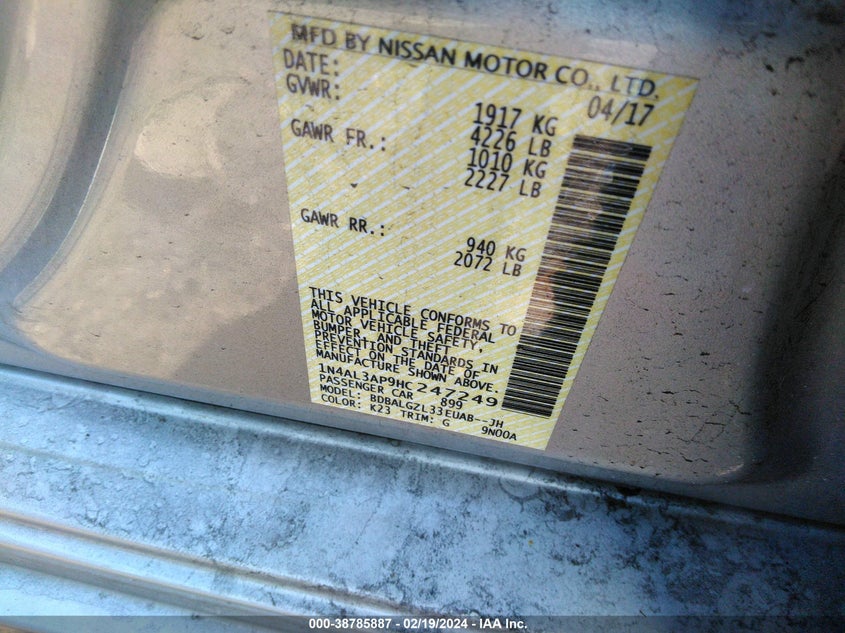 MFD BY NISSAN MOTOR CO., LTD.
DATE: 04/17
GVWR: 1917 KG
4226 LB
GAWR FR.: 1010 KG
2227 LB
GAWR RR.: 940 KG
2072 LB
THIS VEHICLE CONFORMS TO
ALL APPLICABLE FEDERAL
MOTOR VEHICLE SAFETY,
BUMPER, AND THEFT
PREVENTION STANDARDS IN
EFFECT ON THE DATE OF
MANUFACTURE SHOWN ABOVE.
1N4AL3AP9HC247249
PASSENGER CAR 899
MODEL: BDBALGZL33EUAB--JH
COLOR: K23 TRIM: G 9N00A
000-38785887 - 02/19/2024 - IAA Inc.